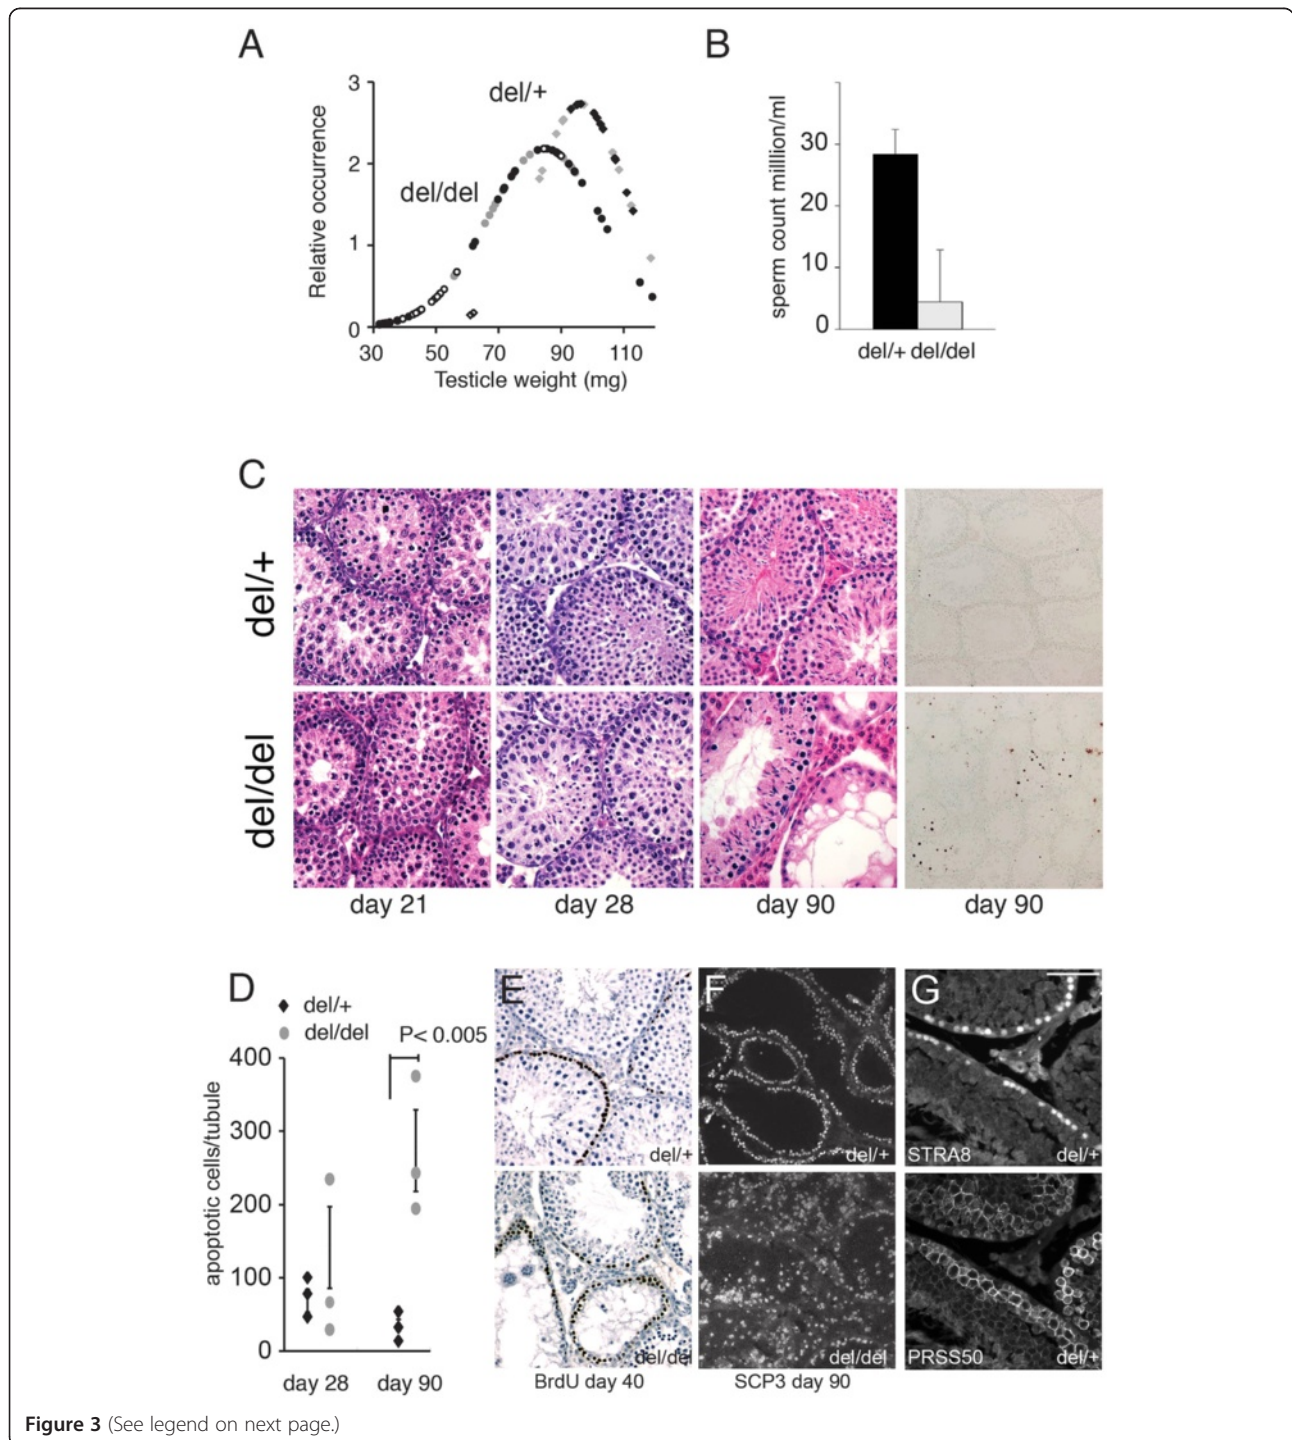 A
Relative occurrence
3
2
1
0
del/+
del/del
30 50 70 90 110
Testicle weight (mg)
B
sperm count milllion/ml
30
20
10
0
del/+ del/del
C
del/+
del/del
day 21 day 28 day 90 day 90
D
del/+
del/del
P< 0.005
apoptotic cells/tubule
400
300
200
100
0
day 28 day 90
E
del/+
del/del
BrdU day 40
F
del/+
del/del
SCP3 day 90
G
STRA8 del/+
PRSS50 del/+
Figure 3 (See legend on next page.)